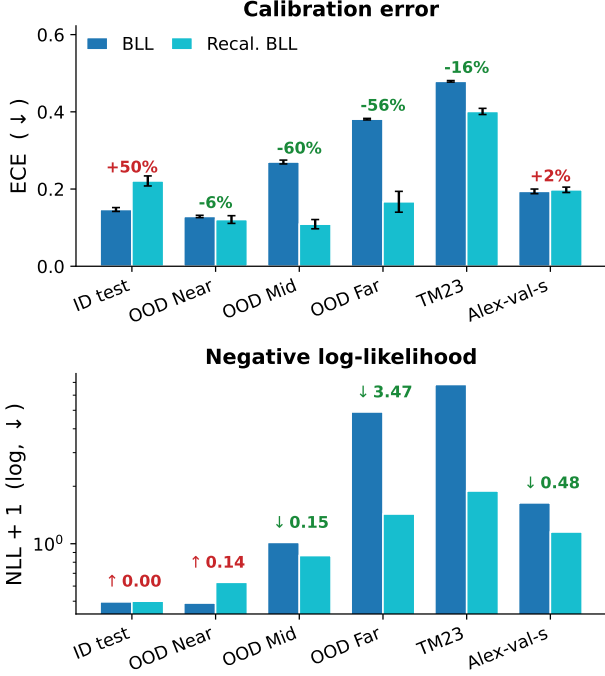 Calibration error
BLL
Recal. BLL
ECE (↓)
0.6
0.4
0.2
0.0
+50%
-6%
-60%
-56%
-16%
+2%
ID test
OOD Near
OOD Mid
OOD Far
TM23
Alex-val-s
Negative log-likelihood
NLL + 1 (log, ↓)
10⁰
↑ 0.00
↑ 0.14
↓ 0.15
↓ 3.47
↓ 0.48
ID test
OOD Near
OOD Mid
OOD Far
TM23
Alex-val-s